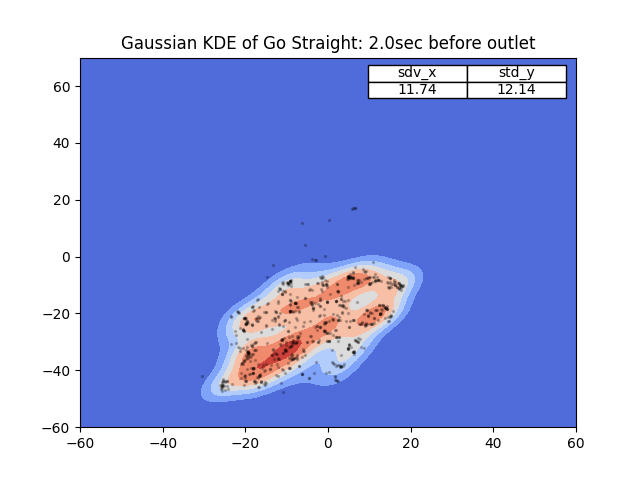 Gaussian KDE of Go Straight: 2.0sec before outlet
sdv_x std_y
11.74 12.14
60
40
20
0
−20
−40
−60
−60 −40 −20 0 20 40 60